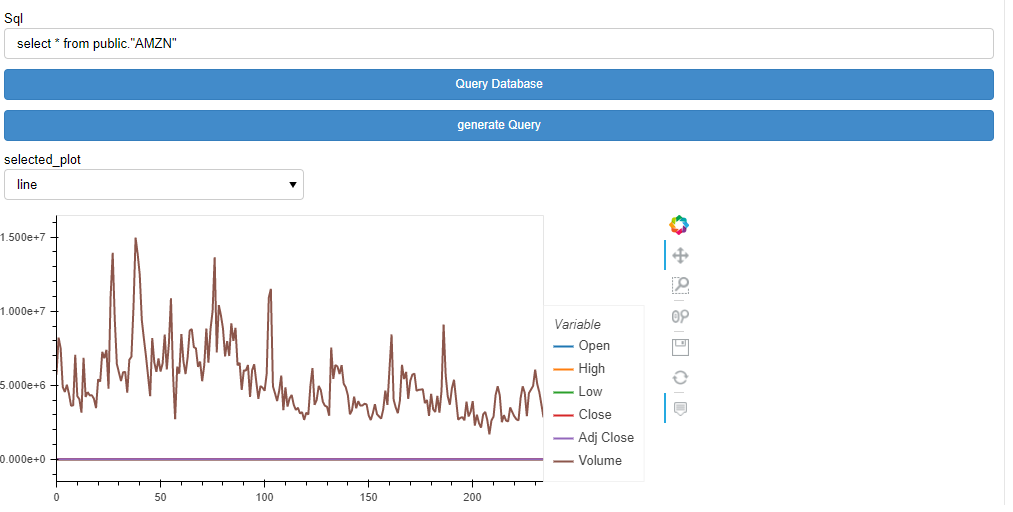 Sql
select * from public."AMZN"
Query Database
generate Query
selected_plot
line
1.500e+7
1.000e+7
5.000e+6
0.000e+0
0 50 100 150 200
Variable
Open
High
Low
Close
Adj Close
Volume